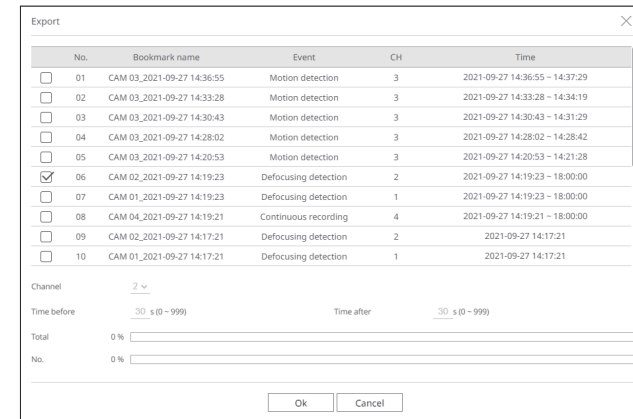 Export
No. Bookmark name Event CH Time
01 CAM 03_2021-09-27 14:36:55 Motion detection 3 2021-09-27 14:36:55 ~ 14:37:29
02 CAM 03_2021-09-27 14:33:28 Motion detection 3 2021-09-27 14:33:28 ~ 14:34:19
03 CAM 03_2021-09-27 14:30:43 Motion detection 3 2021-09-27 14:30:43 ~ 14:31:29
04 CAM 03_2021-09-27 14:28:02 Motion detection 3 2021-09-27 14:28:02 ~ 14:28:42
05 CAM 03_2021-09-27 14:20:53 Motion detection 3 2021-09-27 14:20:53 ~ 14:21:28
06 CAM 02_2021-09-27 14:19:23 Defocusing detection 2 2021-09-27 14:19:23 ~ 18:00:00
07 CAM 01_2021-09-27 14:19:23 Defocusing detection 1 2021-09-27 14:19:23 ~ 18:00:00
08 CAM 04_2021-09-27 14:19:21 Continuous recording 4 2021-09-27 14:19:21 ~ 18:00:00
09 CAM 02_2021-09-27 14:17:21 Defocusing detection 2 2021-09-27 14:17:21
10 CAM 01_2021-09-27 14:17:21 Defocusing detection 1 2021-09-27 14:17:21
Channel 2
Time before 30 s (0 ~ 999) Time after 30 s (0 ~ 999)
Total 0 %
No. 0 %
Ok Cancel